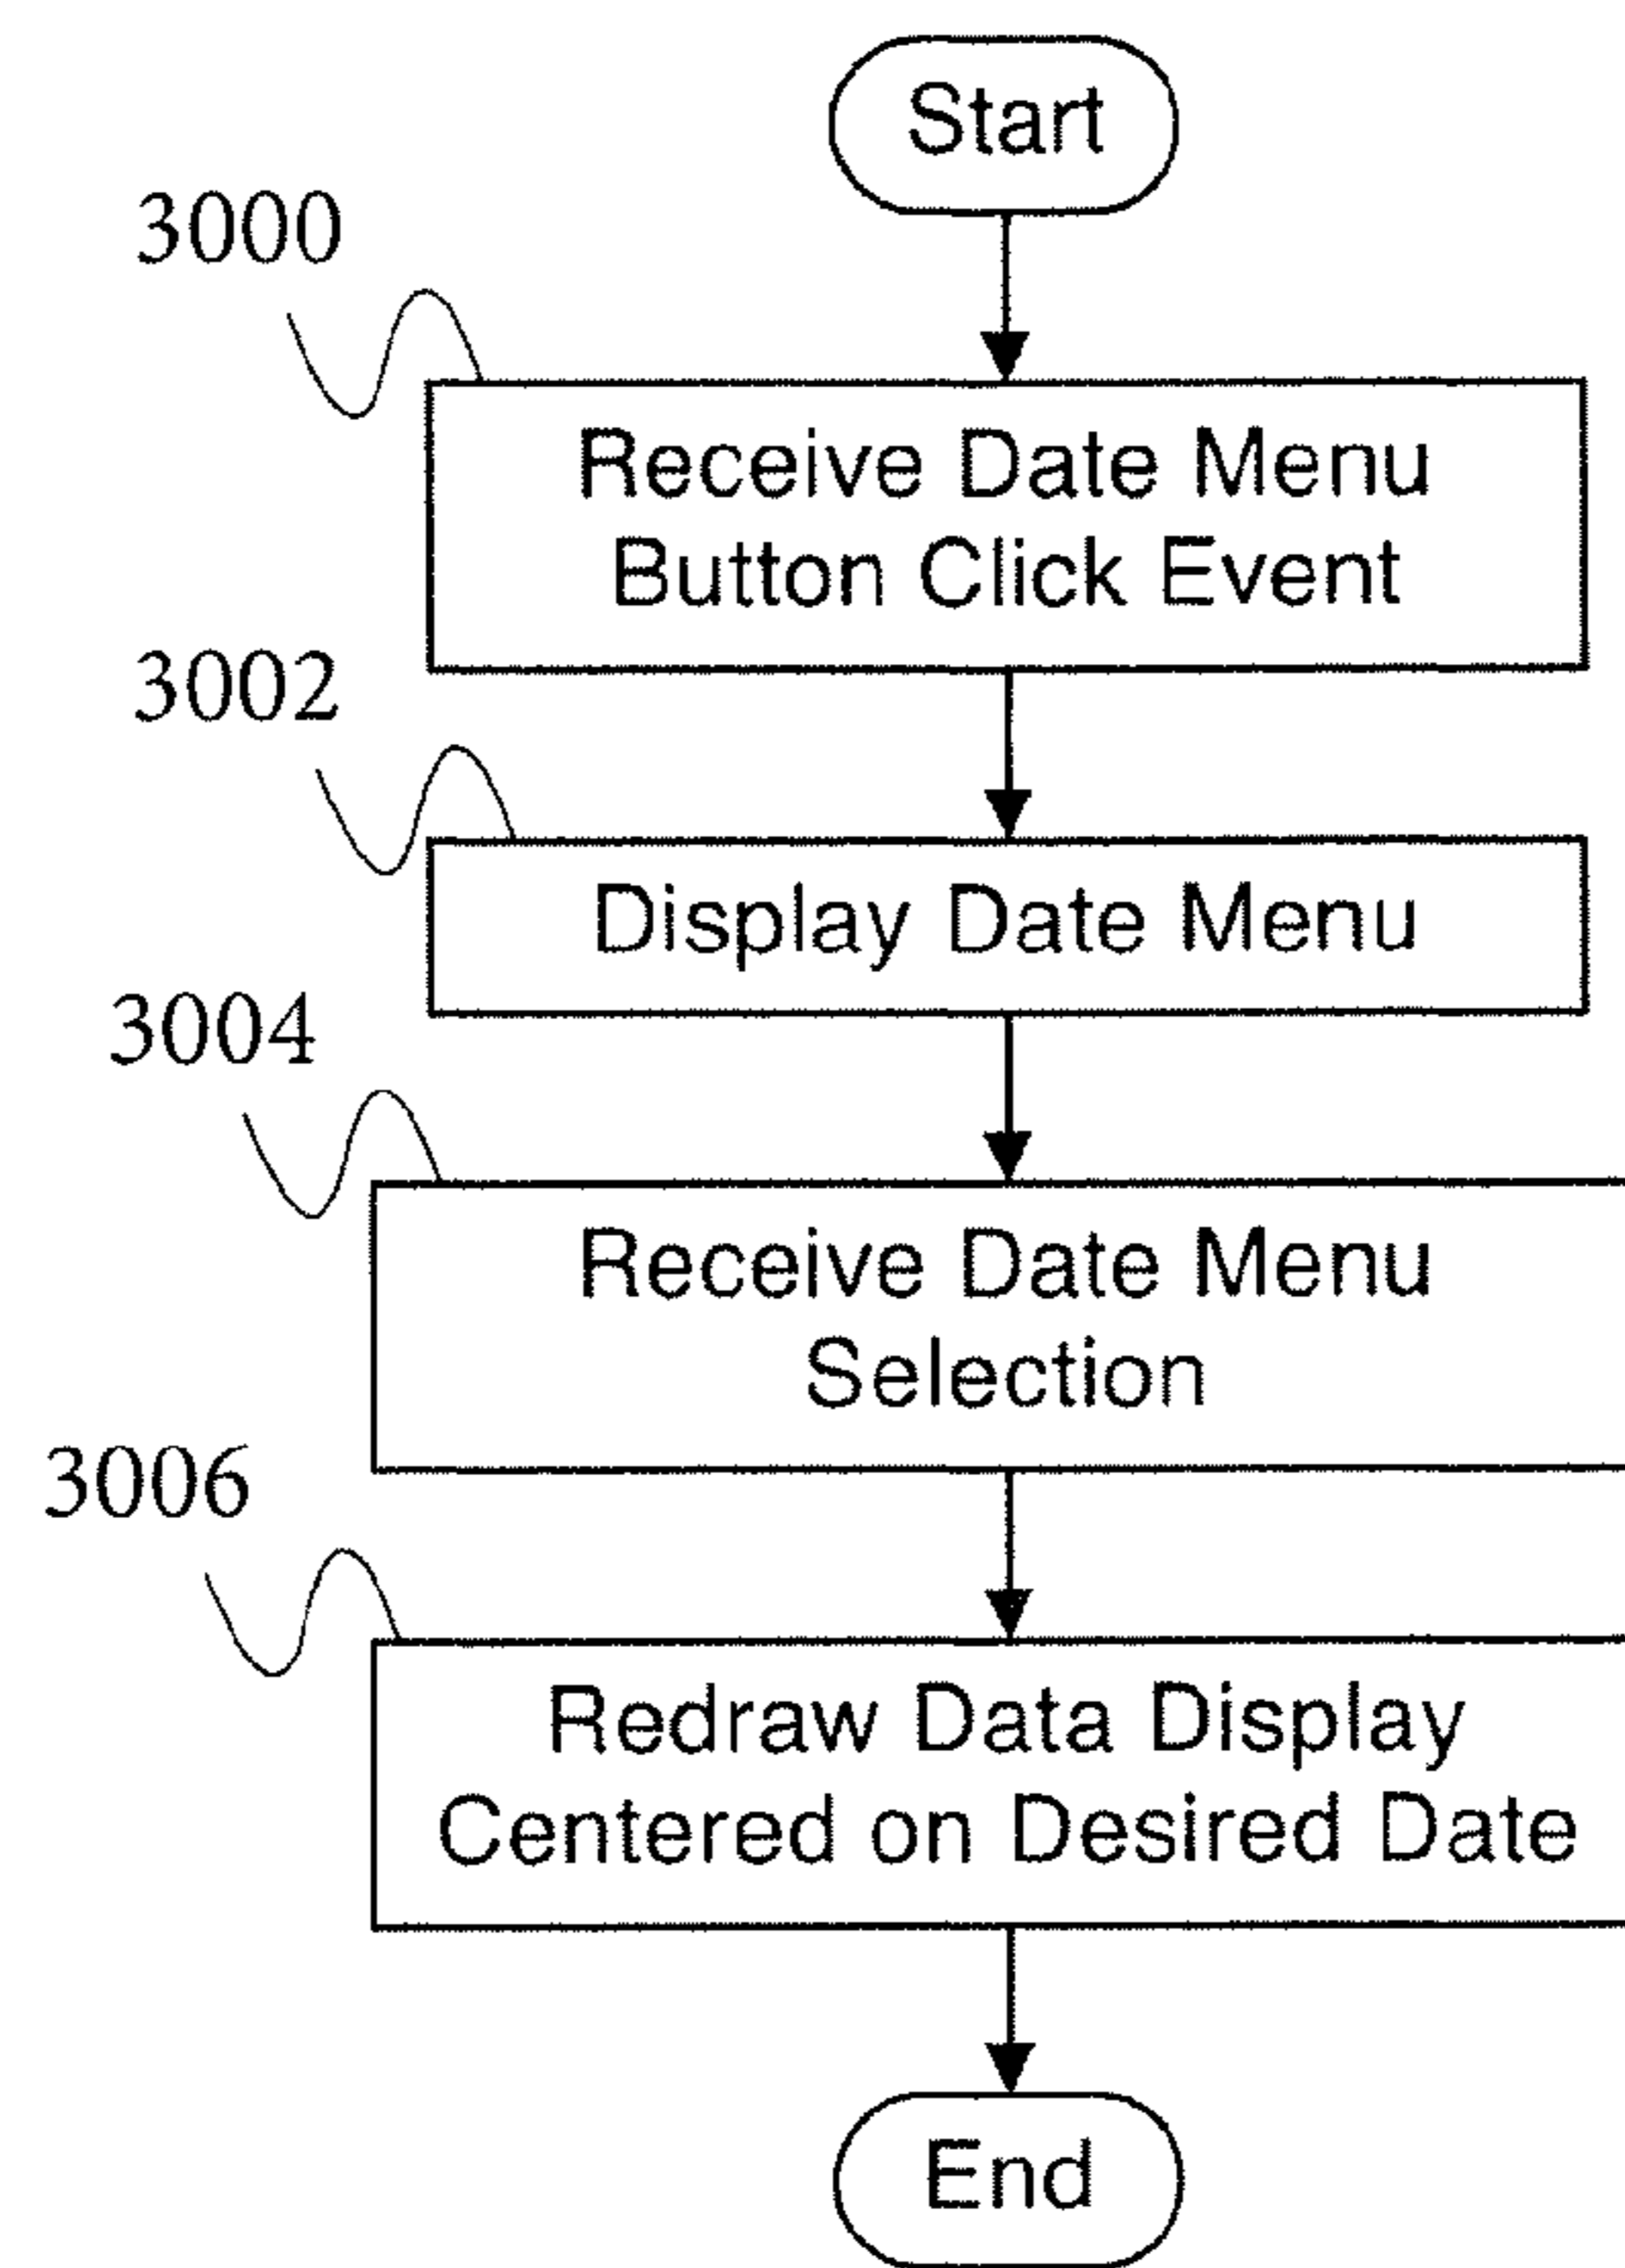 Start
3000
Receive Date Menu
Button Click Event
3002
Display Date Menu
3004
Receive Date Menu
Selection
3006
Redraw Data Display
Centered on Desired Date
End